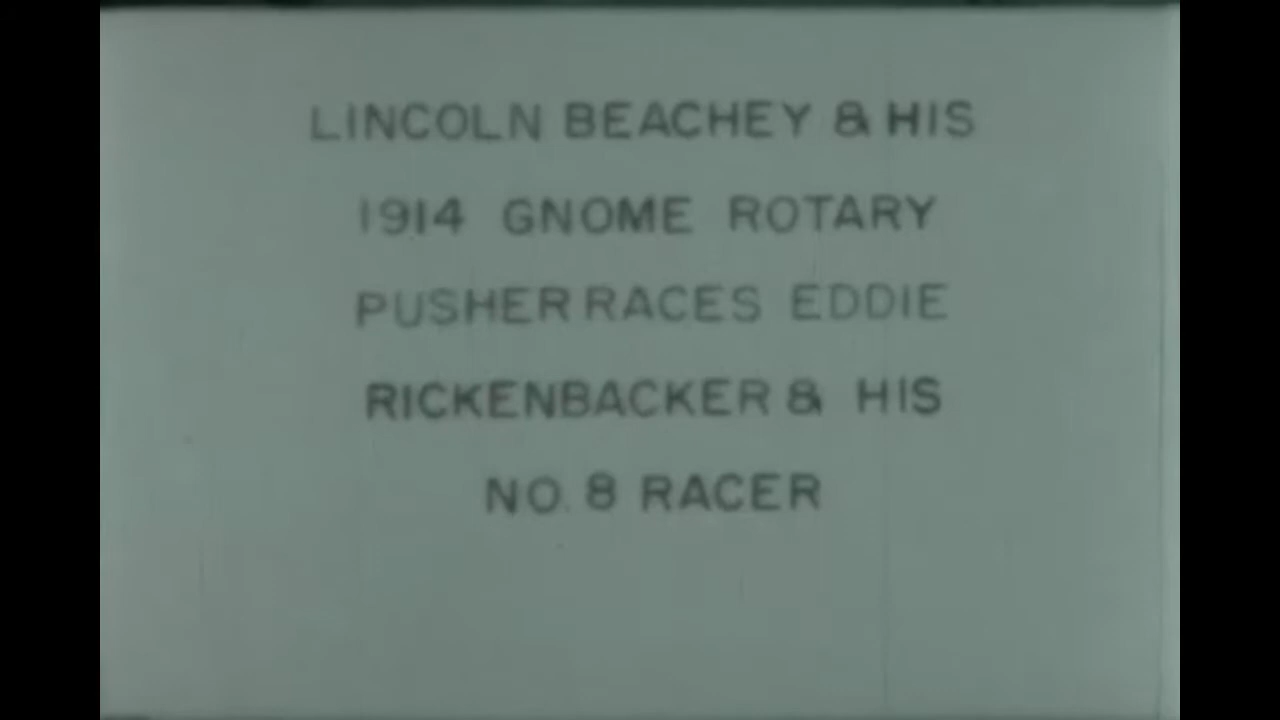 LINCOLN BEACHEY & HIS
1914 GNOME ROTARY
PUSHER RACES EDDIE
RICKENBACKER & HIS
NO. 8 RACER